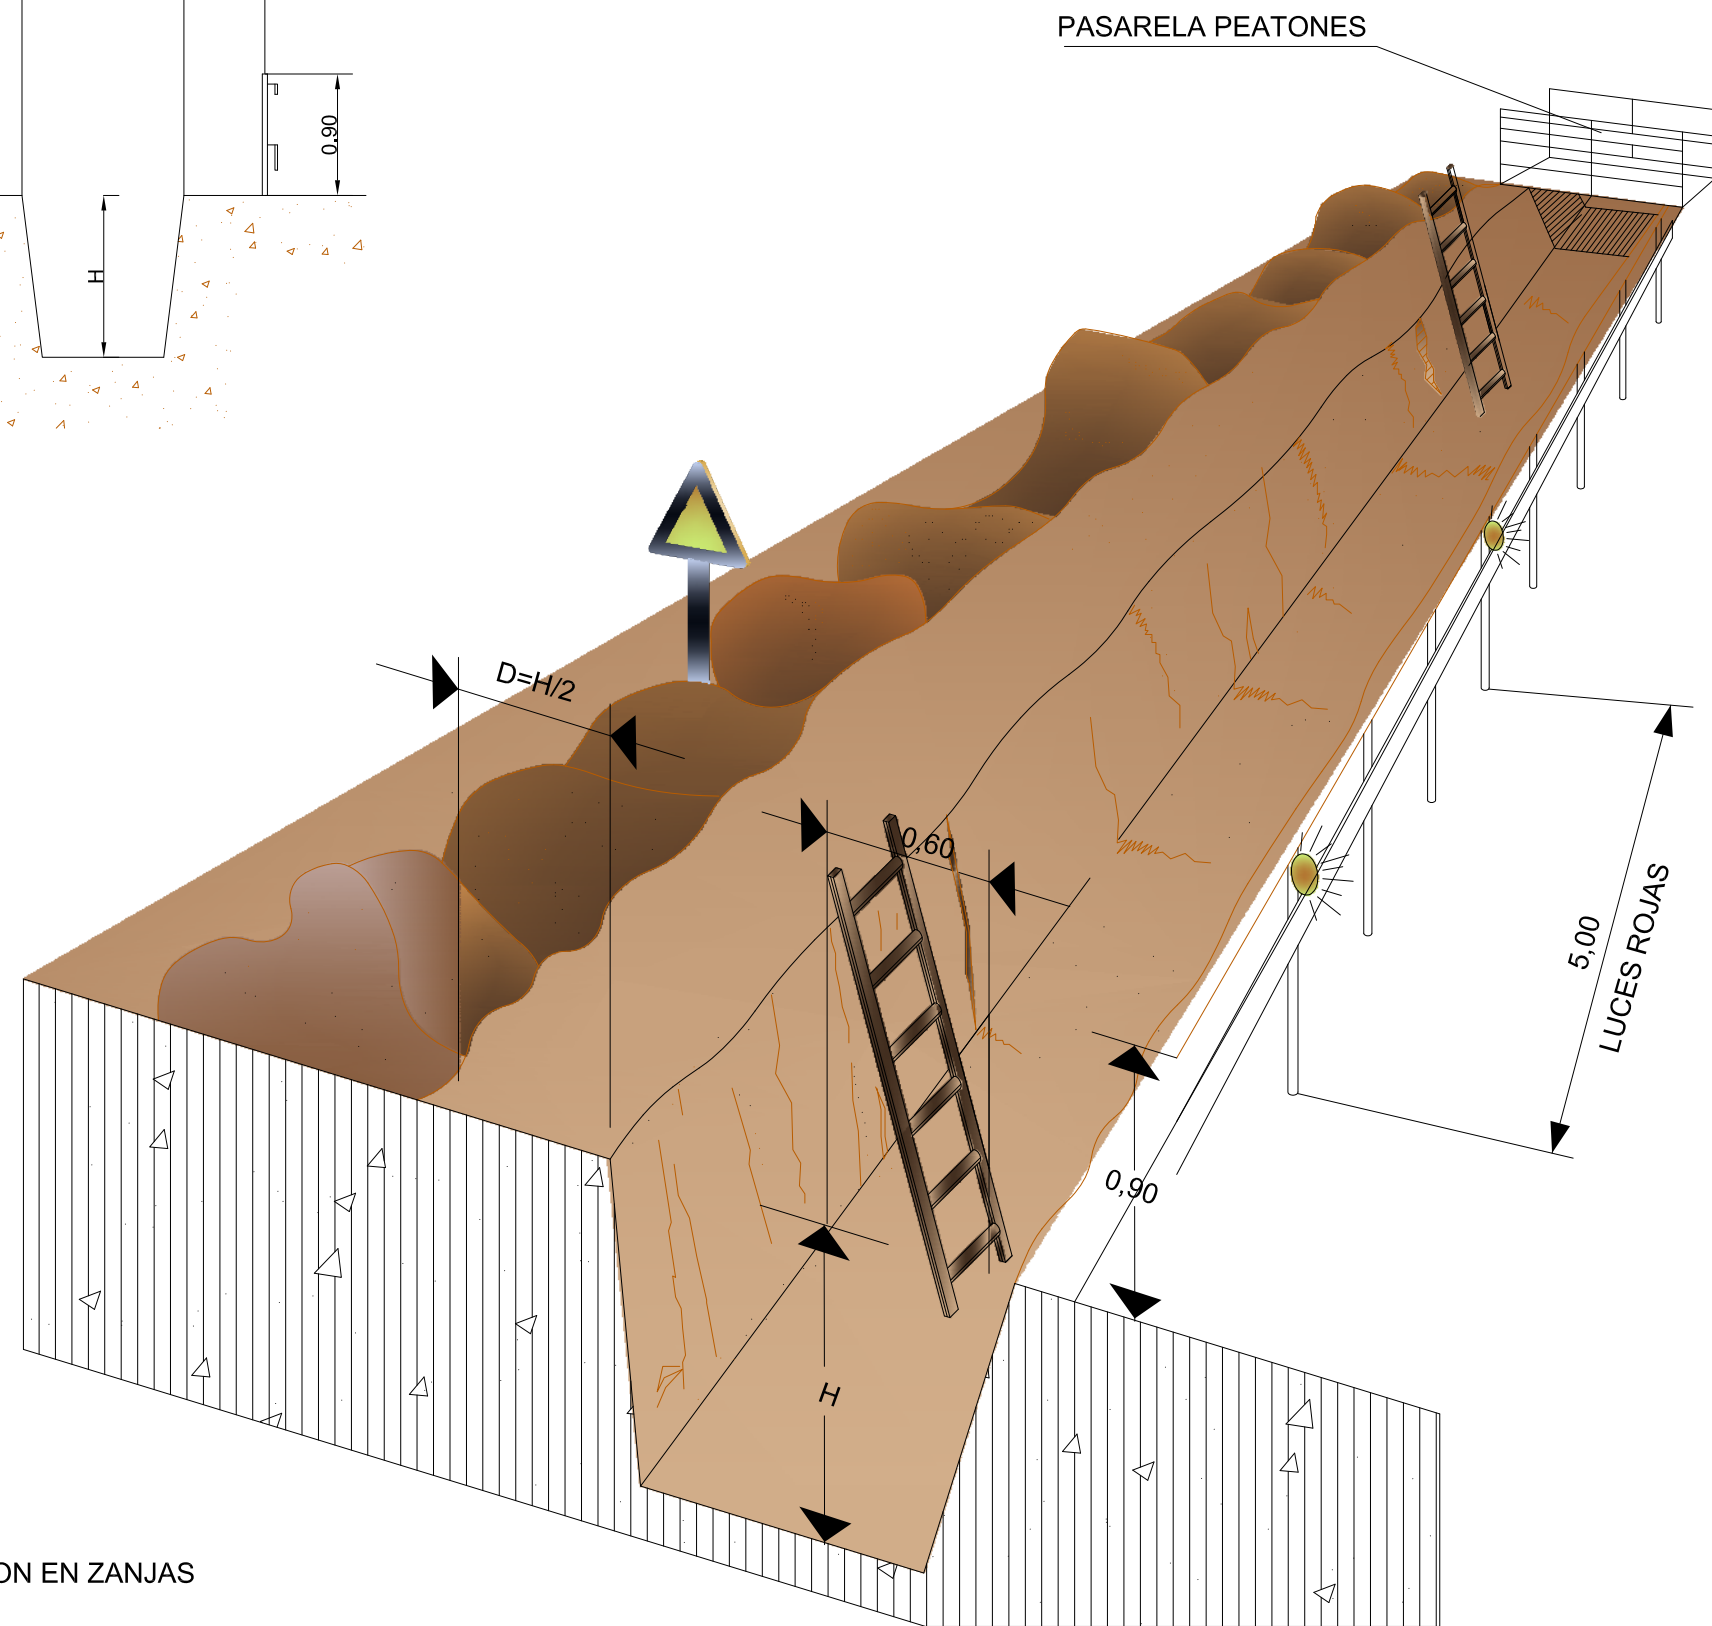 PASARELA PEATONES
0,90
H
D=H/2
0,60
5,00
LUCES ROJAS
0,90
H
ON EN ZANJAS